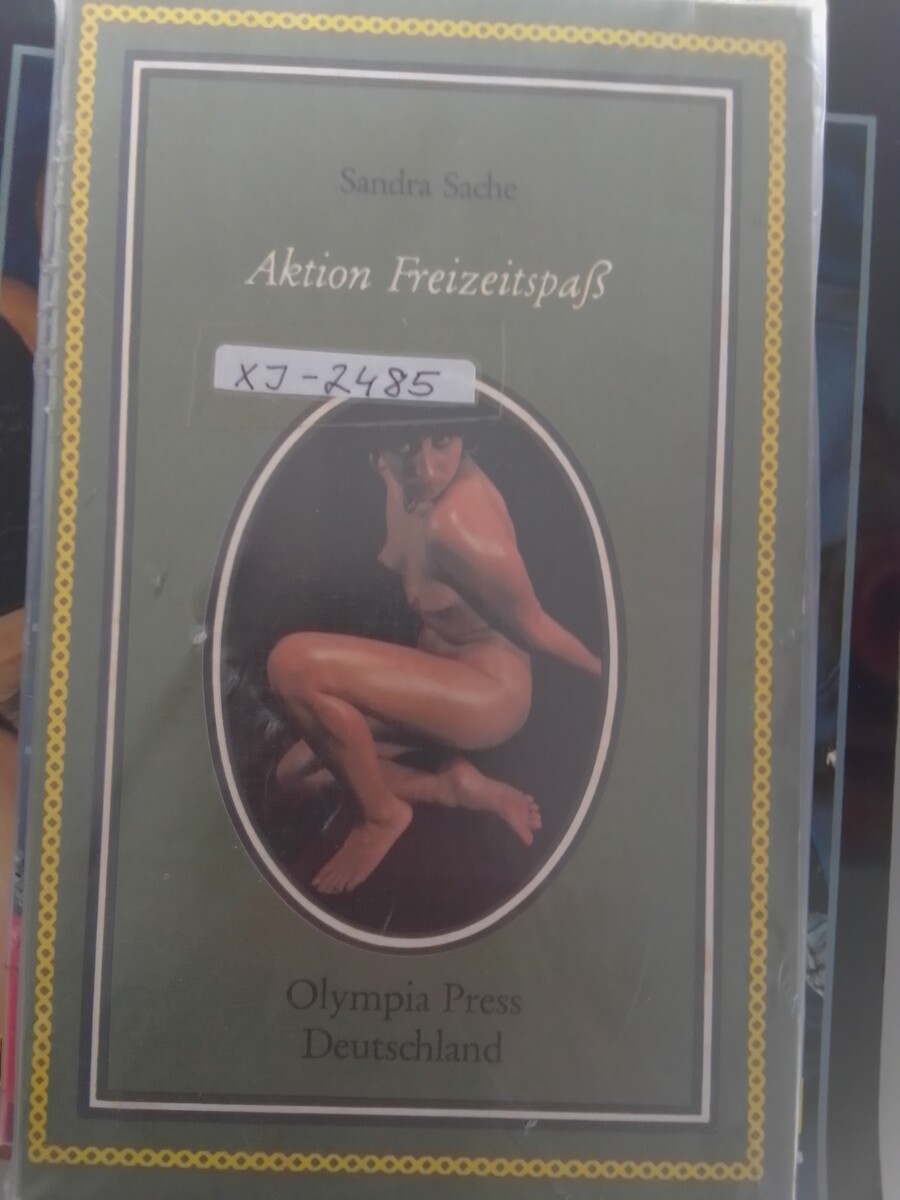 Sandra Sache
Aktion Freizeitspaß
XJ-2485
Olympia Press
Deutschland